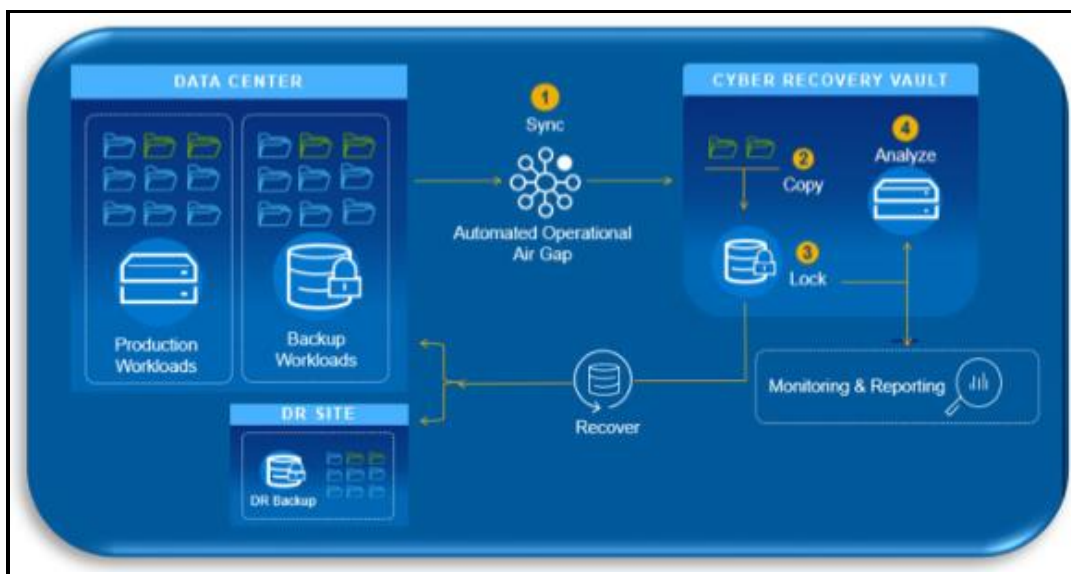 DATA CENTER
Production
Workloads
Backup
Workloads
1
Sync
Automated Operational
Air Gap
CYBER RECOVERY VAULT
2
Copy
3
Lock
4
Analyze
Monitoring & Reporting
Recover
DR SITE
DR Backup